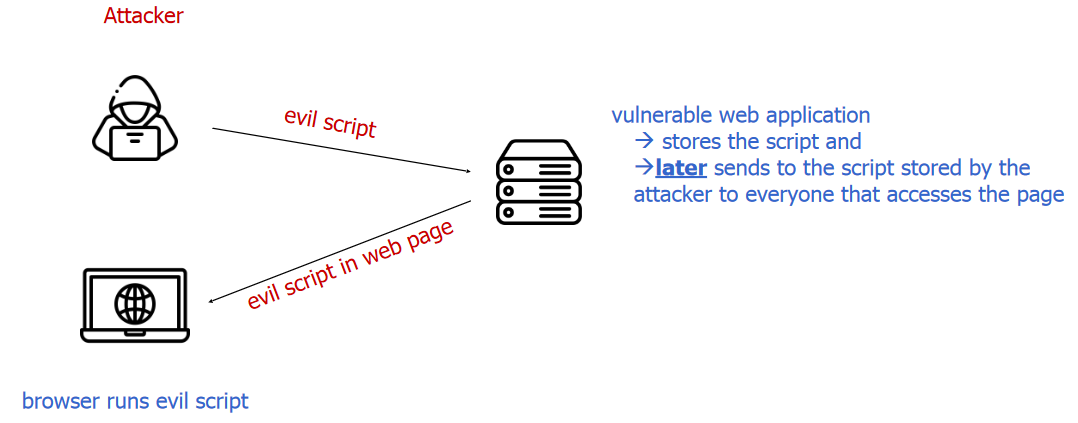 Attacker
evil script
vulnerable web application
→ stores the script and
→later sends to the script stored by the
attacker to everyone that accesses the page
evil script in web page
browser runs evil script